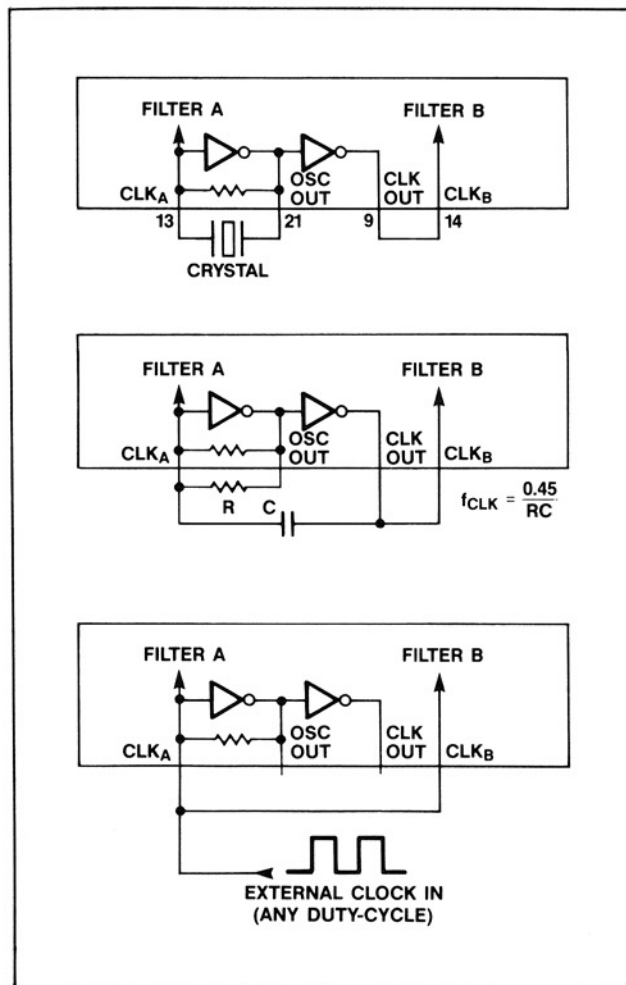 FILTER A FILTER B
CLKA OSC OUT CLK OUT CLKB
13 21 9 14
CRYSTAL
FILTER A FILTER B
CLKA OSC OUT CLK OUT CLKB
R C
fCLK = 0.45/RC
FILTER A FILTER B
CLKA OSC OUT CLK OUT CLKB
EXTERNAL CLOCK IN
(ANY DUTY-CYCLE)